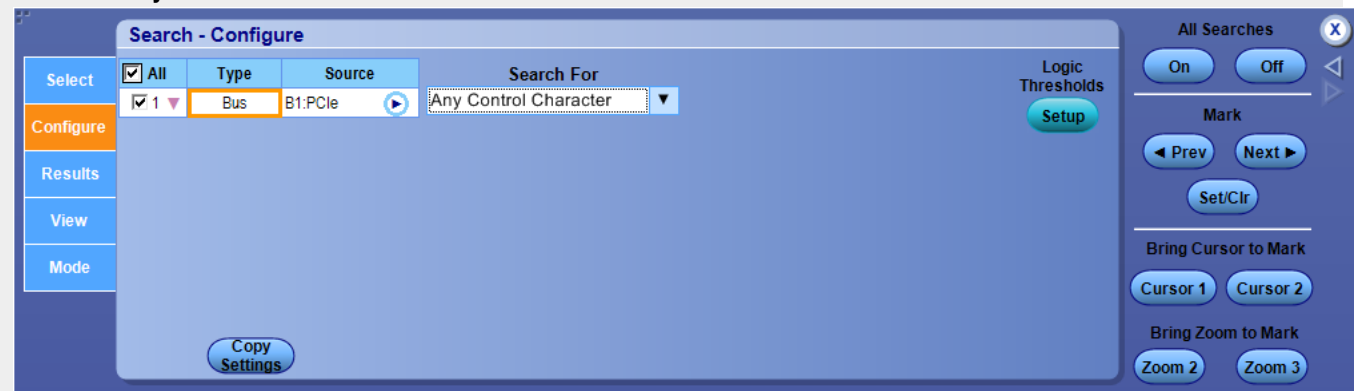 Search - Configure
Select
Configure
Results
View
Mode
All Type Source
1 Bus B1:PCIe
Search For
Any Control Character
Logic
Thresholds
Setup
Copy
Settings
All Searches
X
On Off
Mark
Prev Next
Set/Clr
Bring Cursor to Mark
Cursor 1 Cursor 2
Bring Zoom to Mark
Zoom 2 Zoom 3